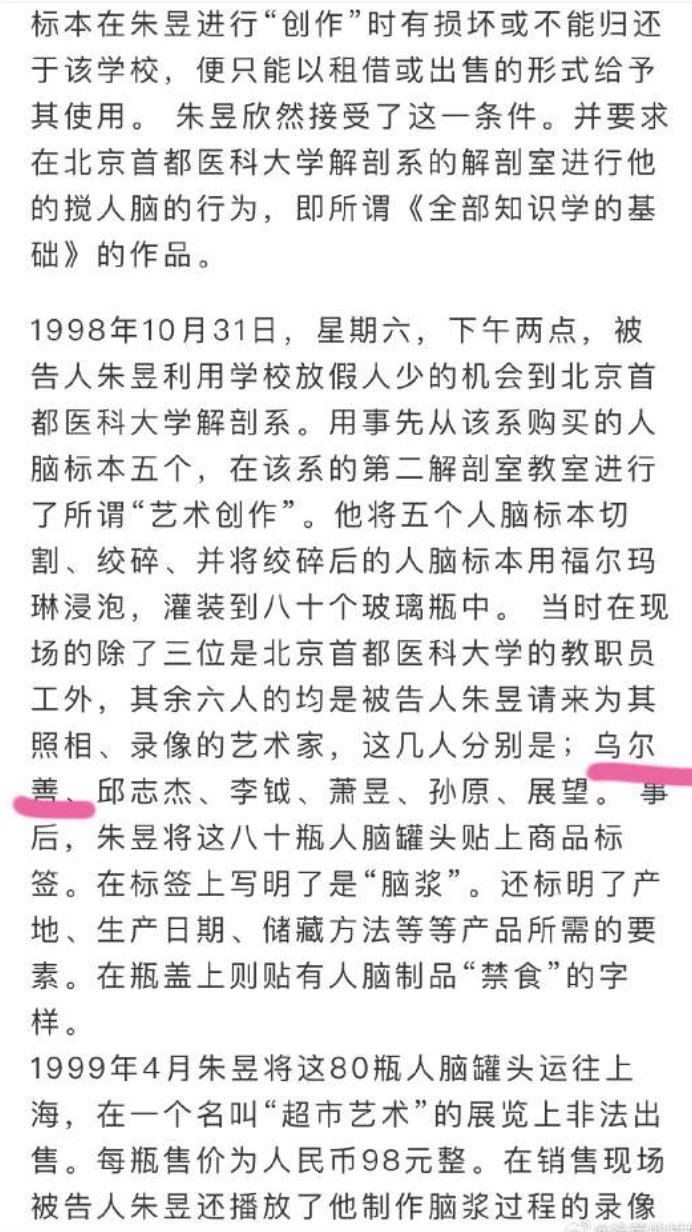 标本在朱昱进行“创作”时有损坏或不能归还
于该学校，便只能以租借或出售的形式给予
其使用。 朱昱欣然接受了这一条件。并要求
在北京首都医科大学解剖系的解剖室进行他
的搅人脑的行为，即所谓《全部知识学的基
础》的作品。
1998年10月31日，星期六，下午两点，被
告人朱昱利用学校放假人少的机会到北京首
都医科大学解剖系。用事先从该系购买的人
脑标本五个，在该系的第二解剖室教室进行
了所谓“艺术创作”。他将五个人脑标本切
割、绞碎、并将绞碎后的人脑标本用福尔玛
琳浸泡，灌装到八十个玻璃瓶中。 当时在现
场的除了三位是北京首都医科大学的教职员
工外，其余六人的均是被告人朱昱请来为其
照相、录像的艺术家，这几人分别是；乌尔
善、邱志杰、李钺、萧昱、孙原、展望。 事
后，朱昱将这八十瓶人脑罐头贴上商品标
签。在标签上写明了是“脑浆”。还标明了产
地、生产日期、储藏方法等等产品所需的要
素。在瓶盖上则贴有人脑制品“禁食”的字
样。
1999年4月朱昱将这80瓶人脑罐头运往上
海，在一个名叫“超市艺术”的展览上非法出
售。每瓶售价为人民币98元整。在销售现场
被告人朱昱还播放了他制作脑浆过程的录像